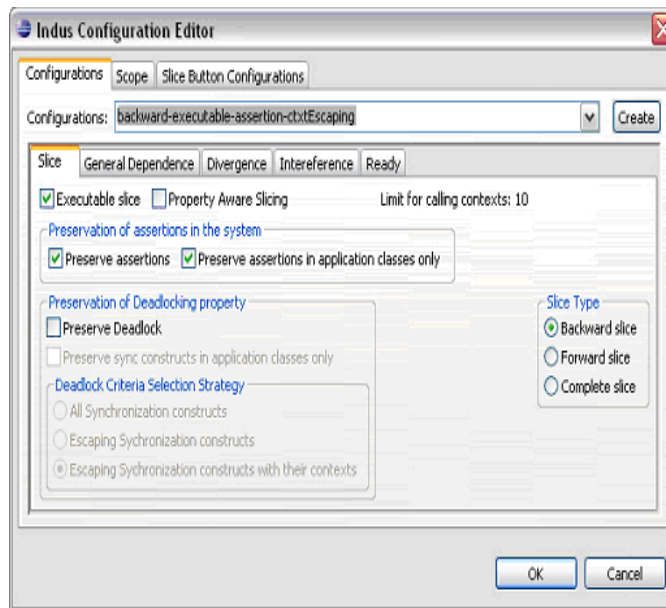 Indus Configuration Editor
Configurations Scope Slice Button Configurations
Configurations: backward-executable-assertion-ctxtEscaping Create
Slice General Dependence Divergence Intereference Ready
Executable slice Property Aware Slicing Limit for calling contexts: 10
Preservation of assertions in the system
Preserve assertions Preserve assertions in application classes only
Preservation of Deadlocking property
Preserve Deadlock
Preserve sync constructs in application classes only
Deadlock Criteria Selection Strategy
All Synchronization constructs
Escaping Sychronization constructs
Escaping Sychronization constructs with their contexts
Slice Type
Backward slice
Forward slice
Complete slice
OK Cancel